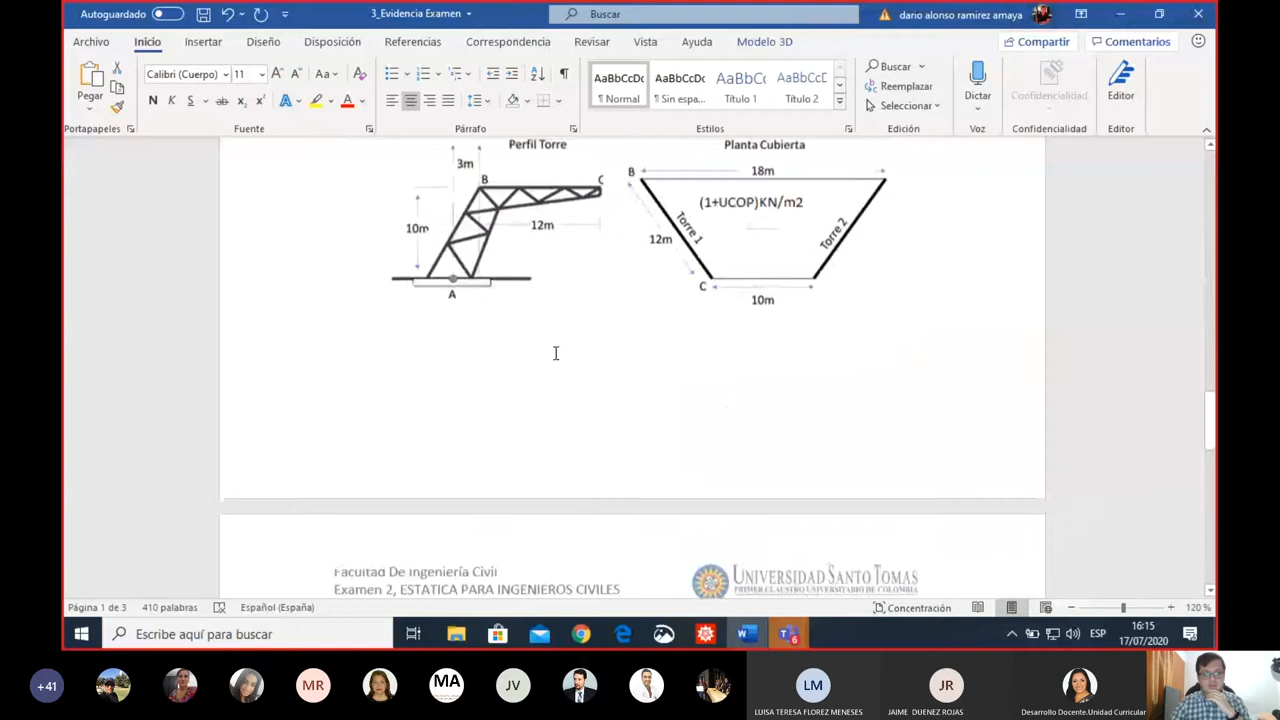 Autoguardado
3_Evidencia Examen
Buscar
dario alonso ramirez amaya
Archivo Inicio Insertar Diseño Disposición Referencias Correspondencia Revisar Vista Ayuda Modelo 3D
Compartir Comentarios
Pegar
Calibri (Cuerpo) 11
N K S
AaBbCcDc AaBbCcDc AaBbCc AaBbCcD
Normal Sin espa... Título 1 Título 2
Buscar
Reemplazar
Seleccionar
Dictar
Confidencialidad
Editor
Portapapeles Fuente Párrafo Estilos Edición Voz Confidencialidad Editor
Perfil Torre
3m
B
C
10m
12m
A
Planta Cubierta
18m
B
(1+UCOP)KN/m2
Torre 1
Torre 2
12m
C
10m
Facultad De Ingeniería Civil
Examen 2, ESTATICA PARA INGENIEROS CIVILES
UNIVERSIDAD SANTO TOMAS
PRIMER CLAUSTRO UNIVERSITARIO DE COLOMBIA
Página 1 de 3 410 palabras Español (España)
Concentración
120 %
Escribe aquí para buscar
6
ESP
16:15
17/07/2020
+41
MR
MA
JV
LM
JR
LUISA TERESA FLOREZ MENESES
JAIME DUENEZ ROJAS
Desarrollo Docente.Unidad Curricular